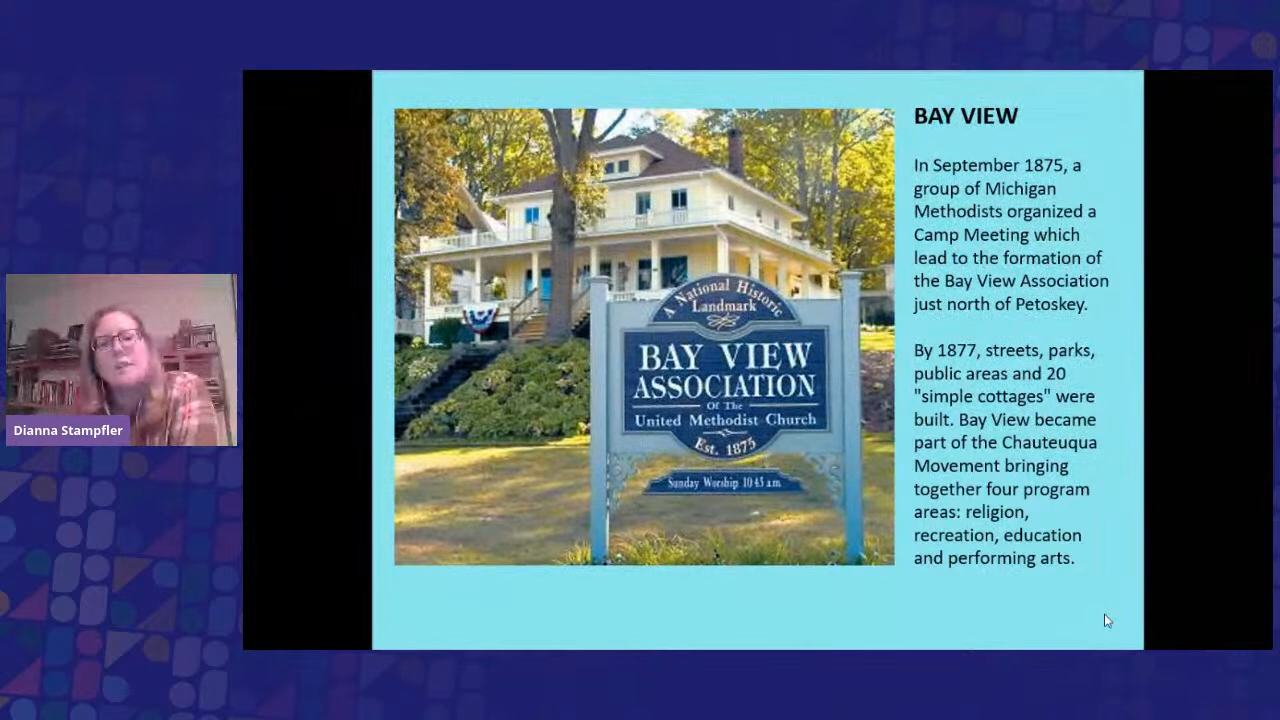 Dianna Stampfler
A National Historic
Landmark
BAY VIEW
ASSOCIATION
Of The
United Methodist Church
Est. 1875
Sunday Worship 10 45 a m
BAY VIEW
In September 1875, a
group of Michigan
Methodists organized a
Camp Meeting which
lead to the formation of
the Bay View Association
just north of Petoskey.
By 1877, streets, parks,
public areas and 20
"simple cottages" were
built. Bay View became
part of the Chauteuqua
Movement bringing
together four program
areas: religion,
recreation, education
and performing arts.